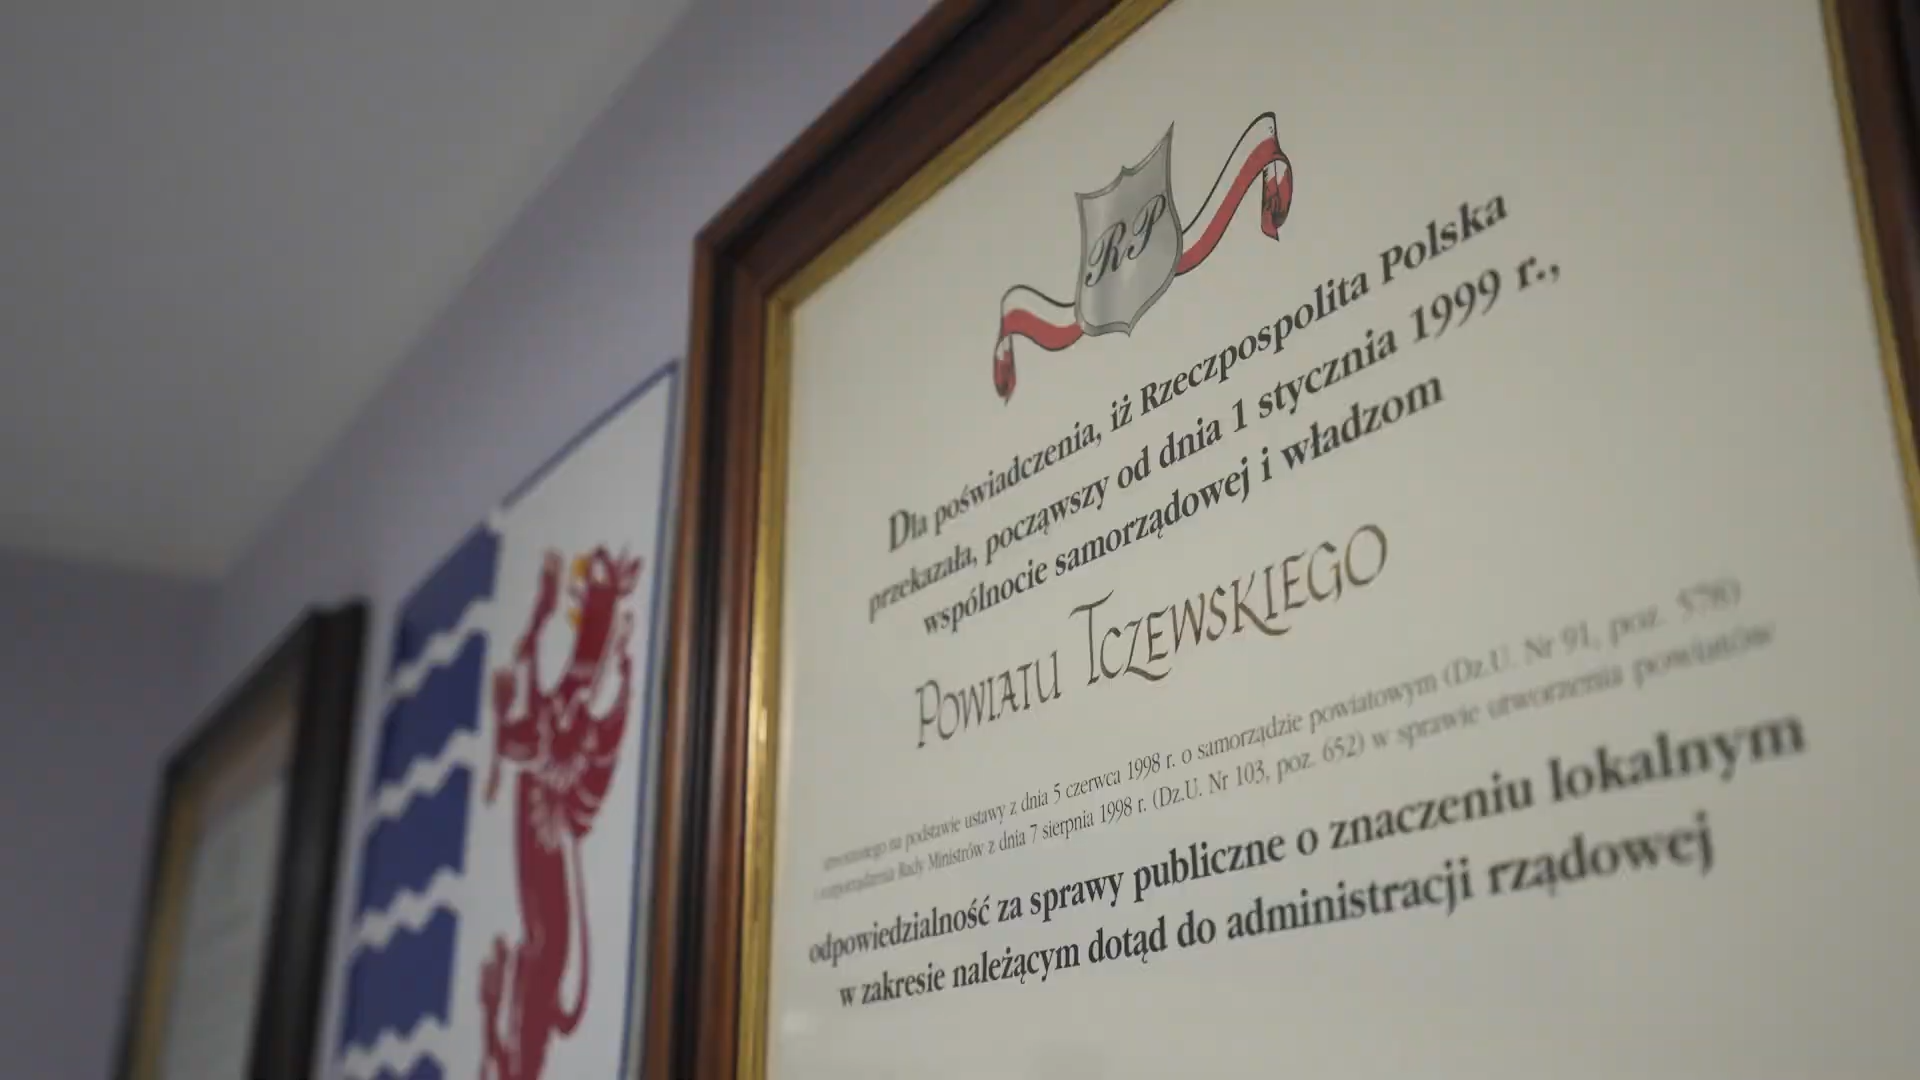 RP
Dla poświadczenia, iż Rzeczpospolita Polska
przekazała, począwszy od dnia 1 stycznia 1999 r.,
wspólnocie samorządowej i władzom
POWIATU TCZEWSKIEGO
utworzonego na podstawie ustawy z dnia 5 czerwca 1998 r. o samorządzie powiatowym (Dz.U. Nr 91, poz. 578)
i rozporządzenia Rady Ministrów z dnia 7 sierpnia 1998 r. (Dz.U. Nr 103, poz. 652) w sprawie utworzenia powiatów
odpowiedzialność za sprawy publiczne o znaczeniu lokalnym
w zakresie należącym dotąd do administracji rządowej